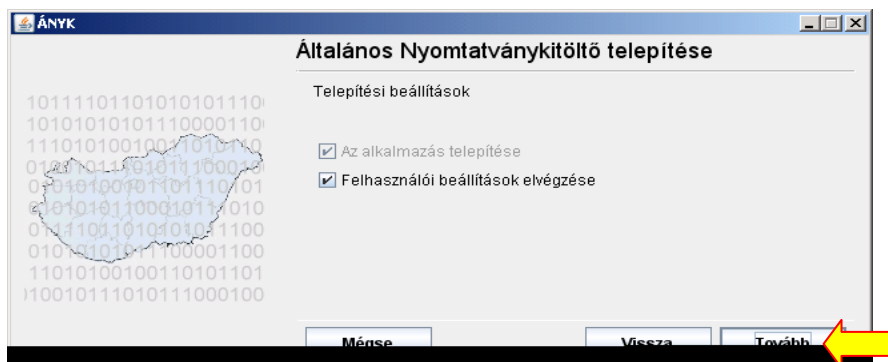 ÁNYK
Általános Nyomtatványkitöltő telepítése
Telepítési beállítások
Az alkalmazás telepítése
Felhasználói beállítások elvégzése
Mégse
Vissza
Tovább